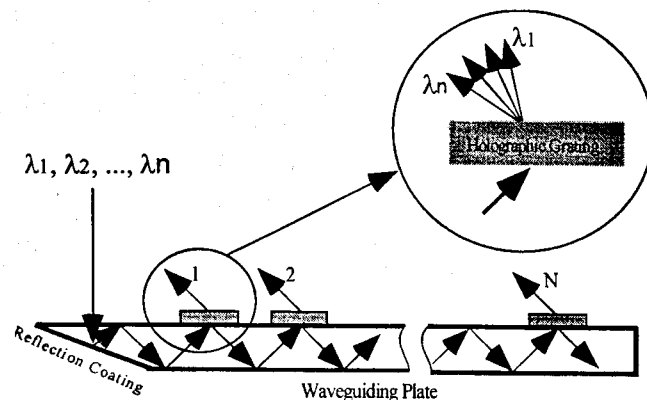 λ1
λn
Holographic Grating
λ1, λ2, ..., λn
1
2
N
Reflection Coating
Waveguiding Plate